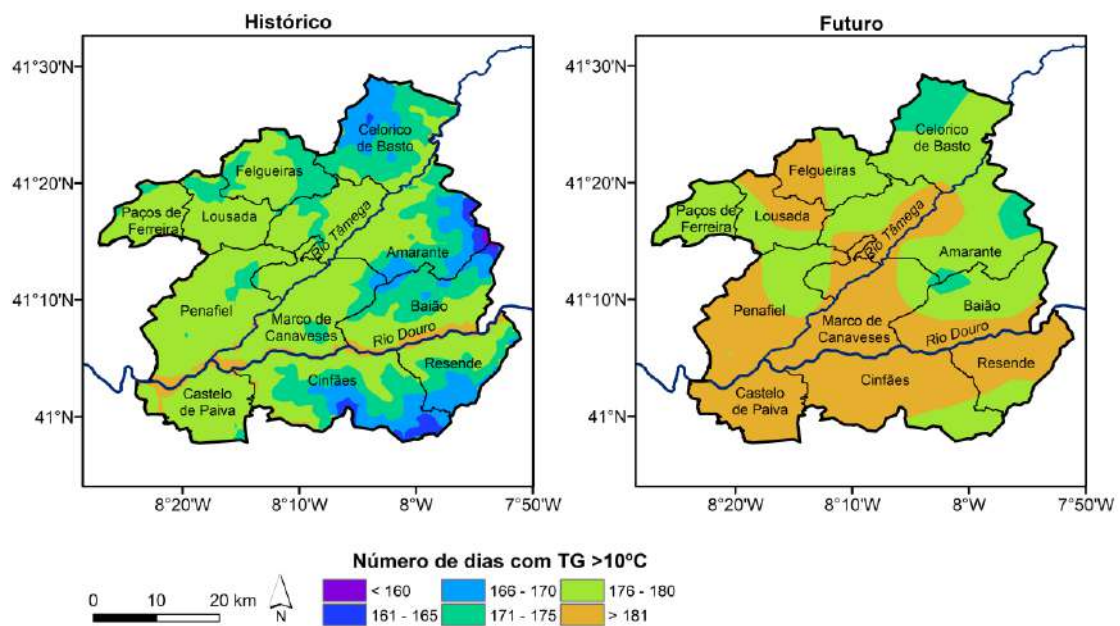 Histórico
Futuro
41°30'N
41°20'N
41°10'N
41°N
8°20'W
8°10'W
8°W
7°50'W
Celorico
de Basto
Felgueiras
Paços de
Ferreira
Lousada
Rio Tâmega
Amarante
Penafiel
Baião
Marco de
Canaveses
Rio Douro
Resende
Cinfães
Castelo
de Paiva
41°30'N
41°20'N
41°10'N
41°N
8°20'W
8°10'W
8°W
7°50'W
Celorico
de Basto
Felgueiras
Paços de
Ferreira
Lousada
Rio Tâmega
Amarante
Penafiel
Baião
Marco de
Canaveses
Rio Douro
Resende
Cinfães
Castelo
de Paiva
Número de dias com TG >10ºC
0 10 20 km
N
< 160
166 - 170
176 - 180
161 - 165
171 - 175
> 181